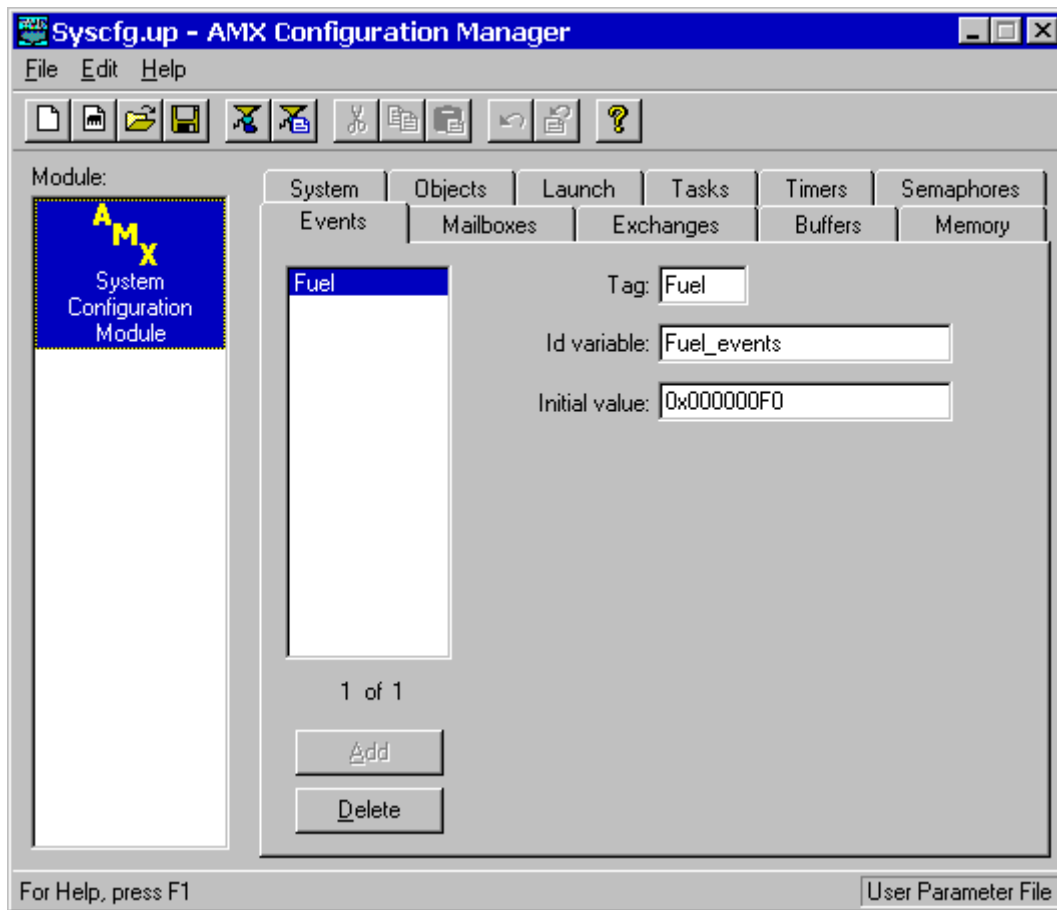 Syscfg.up - AMX Configuration Manager
File Edit Help
Module:
AMX
System
Configuration
Module
System Objects Launch Tasks Timers Semaphores
Events Mailboxes Exchanges Buffers Memory
Fuel
Tag: Fuel
Id variable: Fuel_events
Initial value: 0x000000F0
1 of 1
Add
Delete
For Help, press F1
User Parameter File